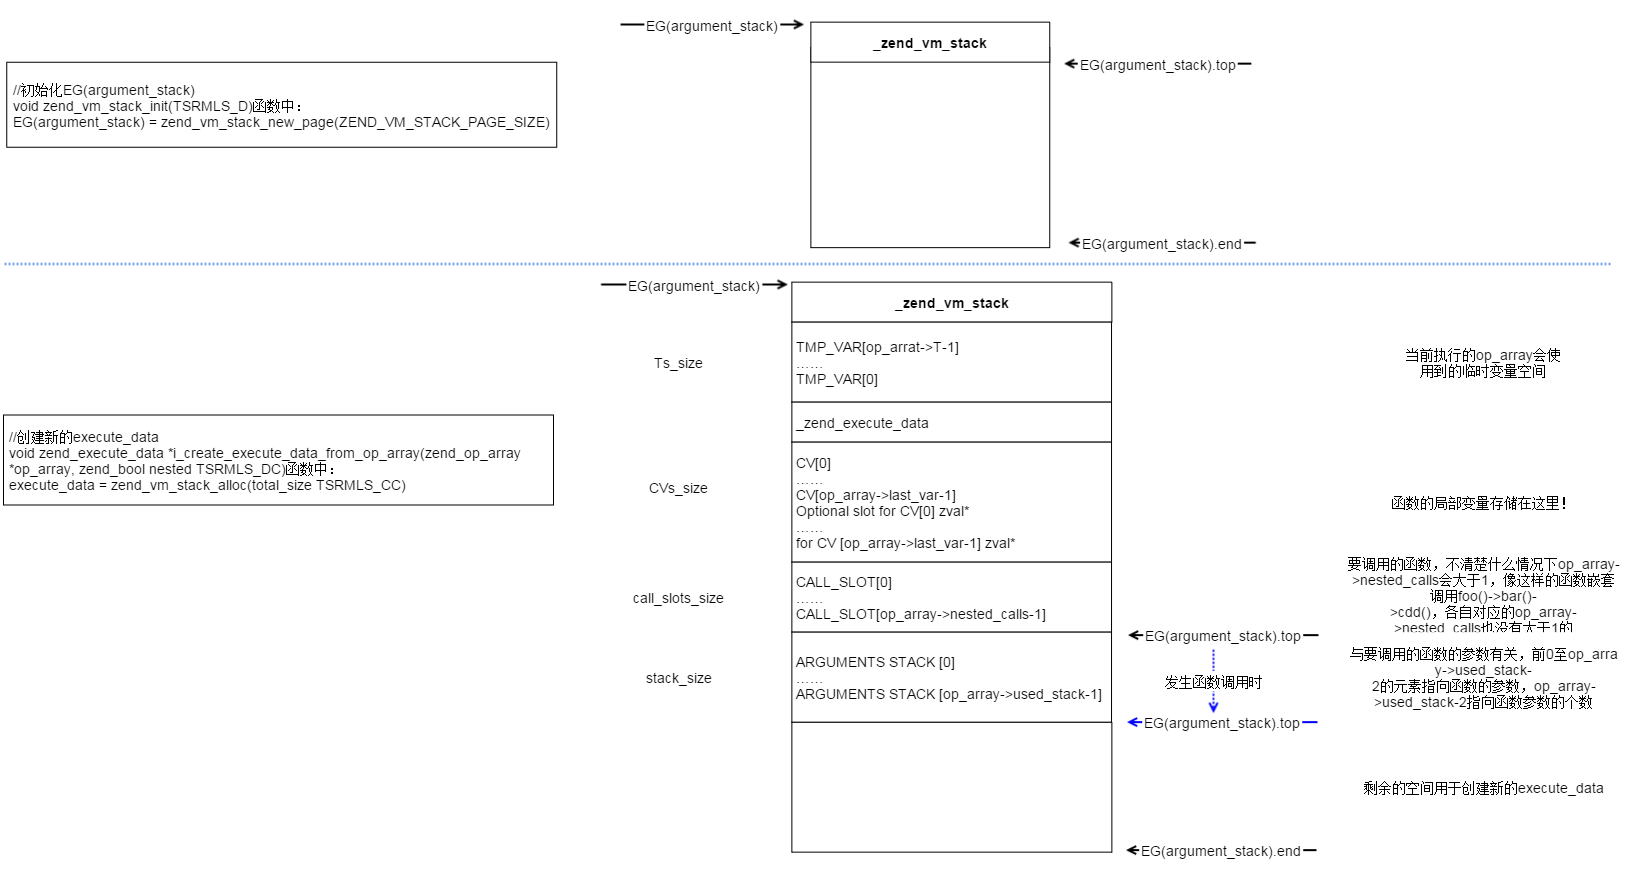 EG(argument_stack)
_zend_vm_stack
EG(argument_stack).top
//初始化EG(argument_stack)
void zend_vm_stack_init(TSRMLS_D)函数中：
EG(argument_stack) = zend_vm_stack_new_page(ZEND_VM_STACK_PAGE_SIZE)
EG(argument_stack).end
EG(argument_stack)
_zend_vm_stack
Ts_size
TMP_VAR[op_arrat->T-1]
……
TMP_VAR[0]
当前执行的op_array会使
用到的临时变量空间
_zend_execute_data
//创建新的execute_data
void zend_execute_data *i_create_execute_data_from_op_array(zend_op_array
*op_array, zend_bool nested TSRMLS_DC)函数中：
execute_data = zend_vm_stack_alloc(total_size TSRMLS_CC)
CVs_size
CV[0]
……
CV[op_array->last_var-1]
Optional slot for CV[0] zval*
……
for CV [op_array->last_var-1] zval*
函数的局部变量存储在这里！
call_slots_size
CALL_SLOT[0]
……
CALL_SLOT[op_array->nested_calls-1]
要调用的函数，不清楚什么情况下op_array-
>nested_calls会大于1，像这样的函数嵌套
调用foo()->bar()-
>cdd()，各自对应的op_array-
>nested_calls也没有大于1的
EG(argument_stack).top
stack_size
ARGUMENTS STACK [0]
……
ARGUMENTS STACK [op_array->used_stack-1]
发生函数调用时
与要调用的函数的参数有关，前0至op_arra
y->used_stack-
2的元素指向函数的参数，op_array-
>used_stack-2指向函数参数的个数
EG(argument_stack).top
剩余的空间用于创建新的execute_data
EG(argument_stack).end